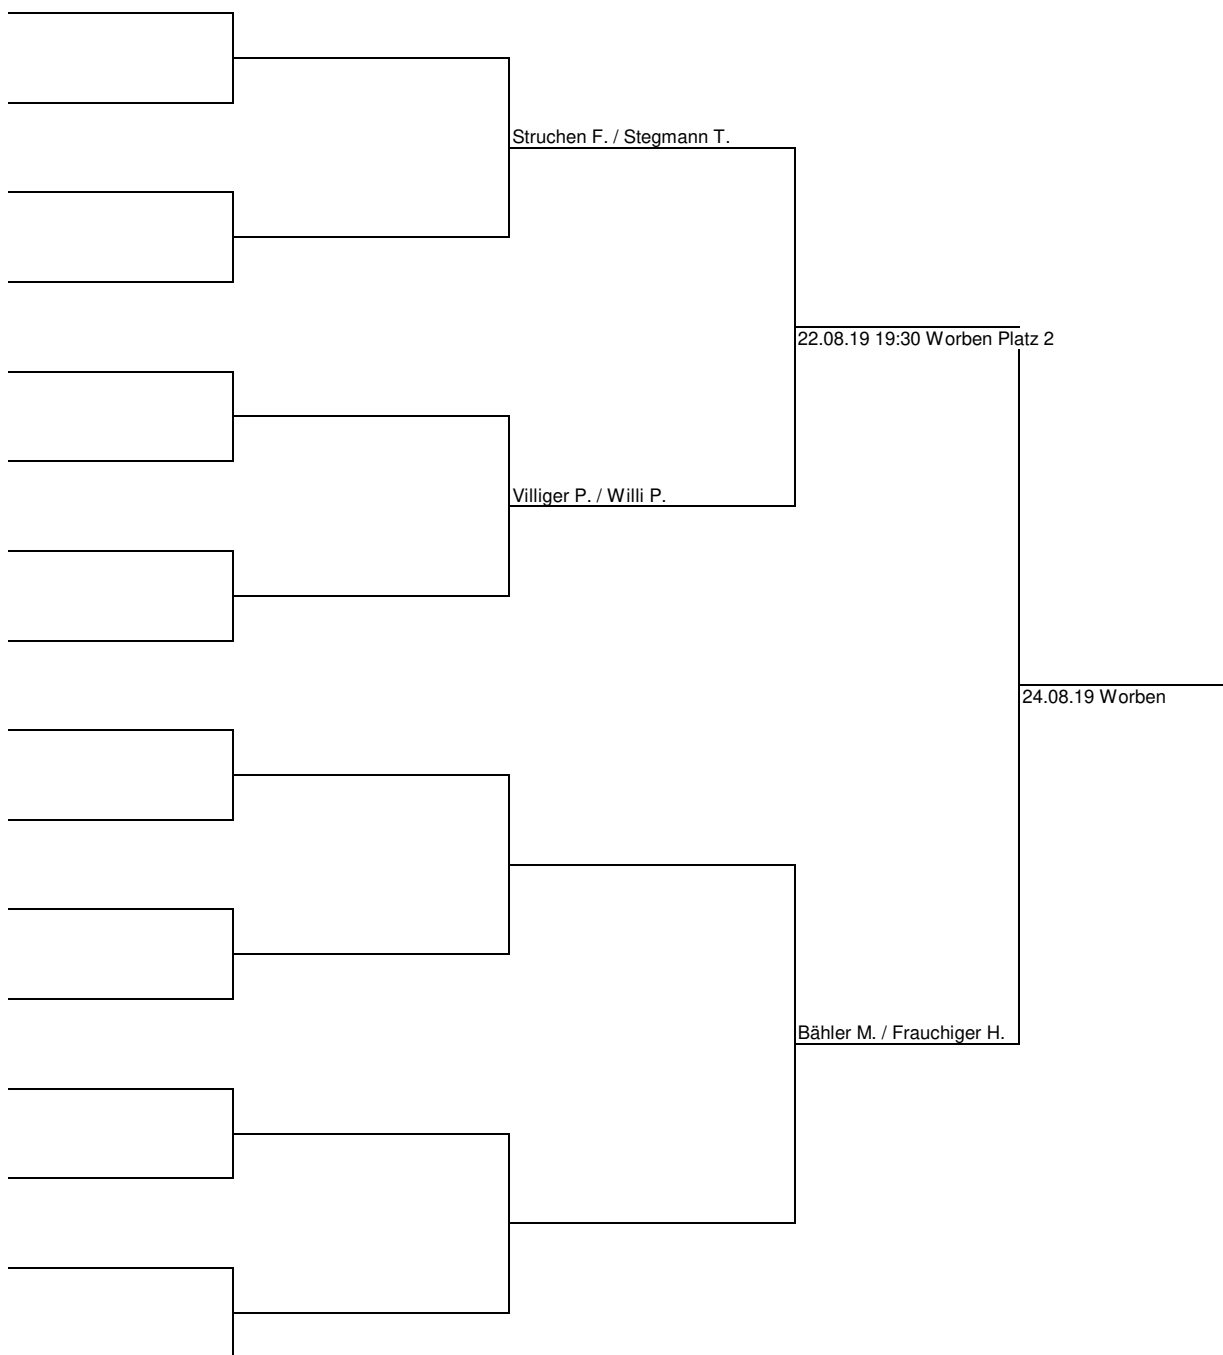 Struchen F. / Stegmann T.
22.08.19 19:30 Worben Platz 2
Villiger P. / Willi P.
24.08.19 Worben
Bähler M. / Frauchiger H.